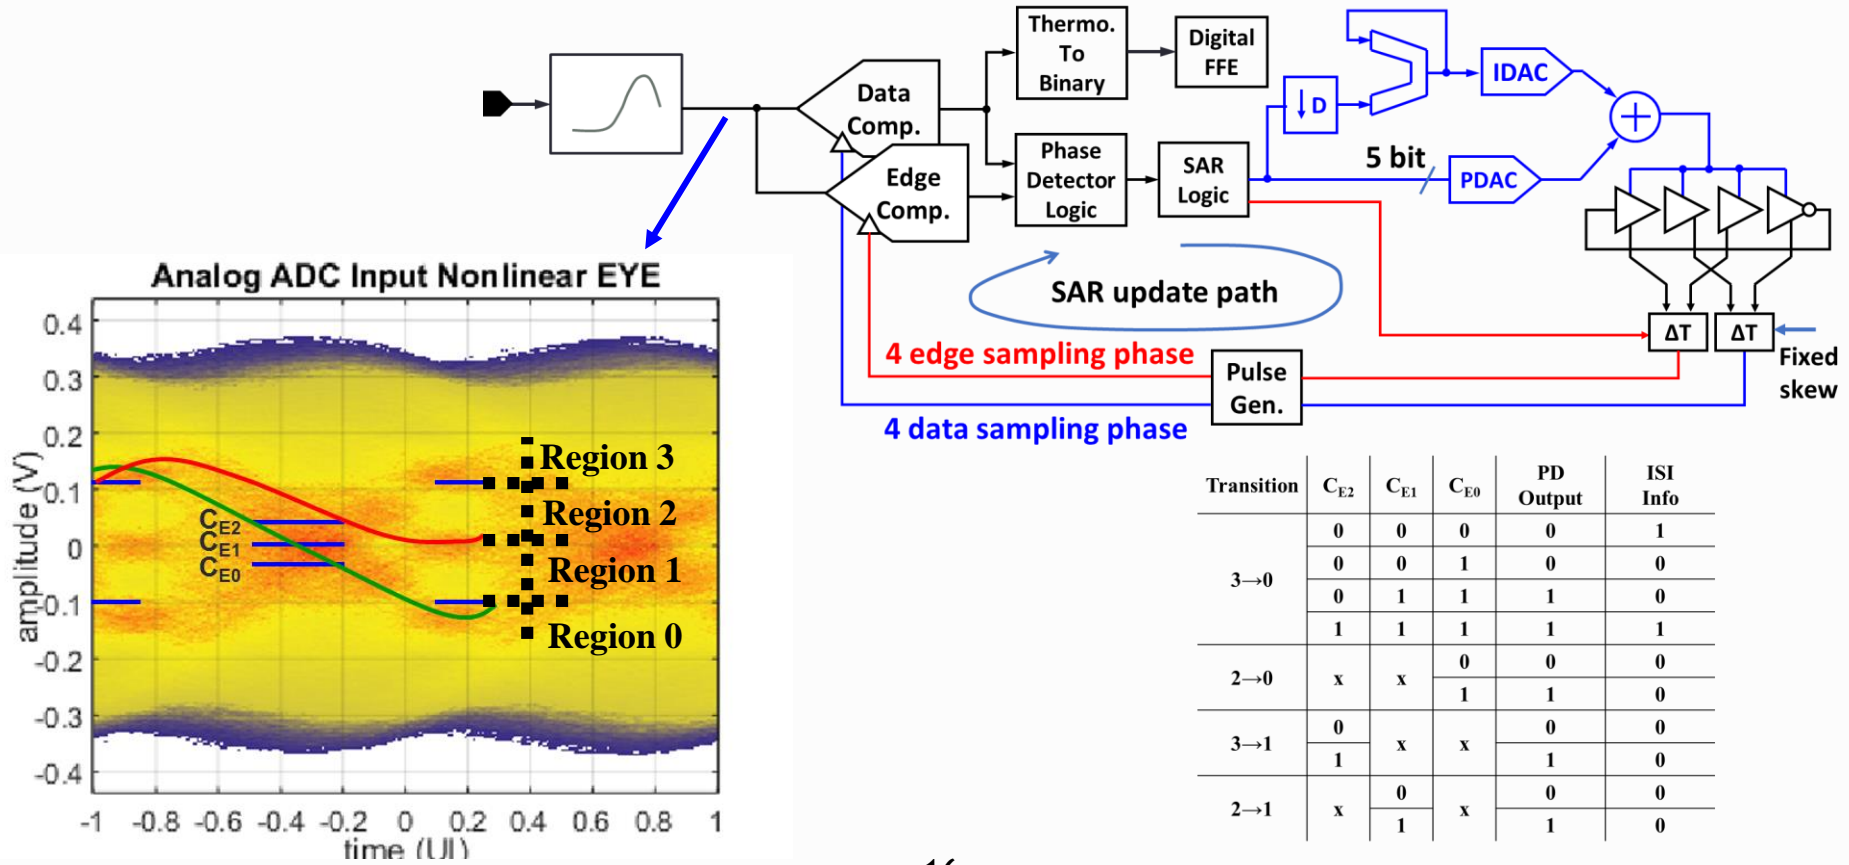 Thermo.
To
Binary
Digital
FFE
Data
Comp.
Edge
Comp.
Phase
Detector
Logic
SAR
Logic
↓D
IDAC
5 bit
PDAC
+
SAR update path
ΔT
ΔT
Fixed
skew
4 edge sampling phase
Pulse
Gen.
4 data sampling phase
Analog ADC Input Nonlinear EYE
amplitude (V)
0.4
0.3
0.2
0.1
0
-0.1
-0.2
-0.3
-0.4
CE2
CE1
CE0
Region 3
Region 2
Region 1
Region 0
-1 -0.8 -0.6 -0.4 -0.2 0 0.2 0.4 0.6 0.8 1
time (UI)
Transition CE2 CE1 CE0 PD Output ISI Info
3→0
0 0 0 0 1
0 0 1 0 0
0 1 1 1 0
1 1 1 1 1
2→0 x x
0 0 0
1 1 0
3→1 x x
0 0 0
1 1 0
2→1 x x
0 0 0
1 1 0